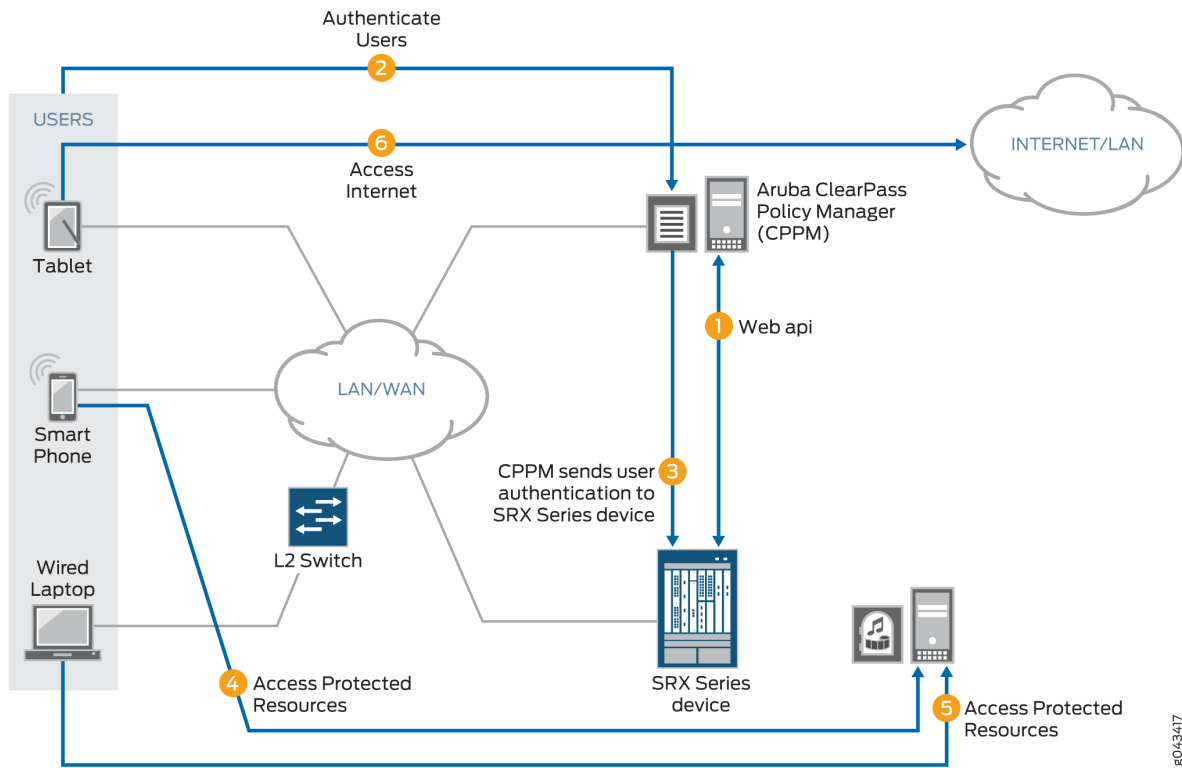 Authenticate
Users
2
USERS
6
Access
Internet
INTERNET/LAN
Aruba ClearPass
Policy Manager
(CPPM)
Tablet
1 Web api
LAN/WAN
Smart
Phone
CPPM sends user
authentication to
SRX Series device
3
L2 Switch
Wired
Laptop
4 Access Protected
Resources
SRX Series
device
5 Access Protected
Resources
g043417